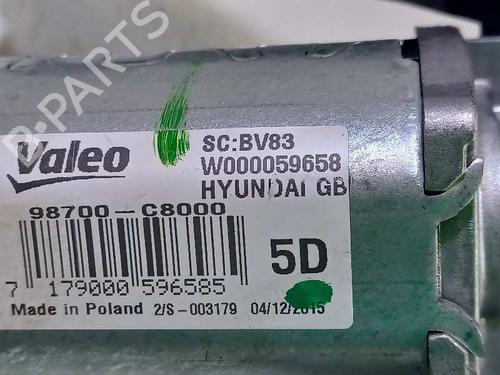 B-PARTS
Valeo
SC:BV83
W000059658
HYUNDAI GB
98700-C8000
5D
7 179000 596585
Made in Poland 2/S-003179 04/12/2015